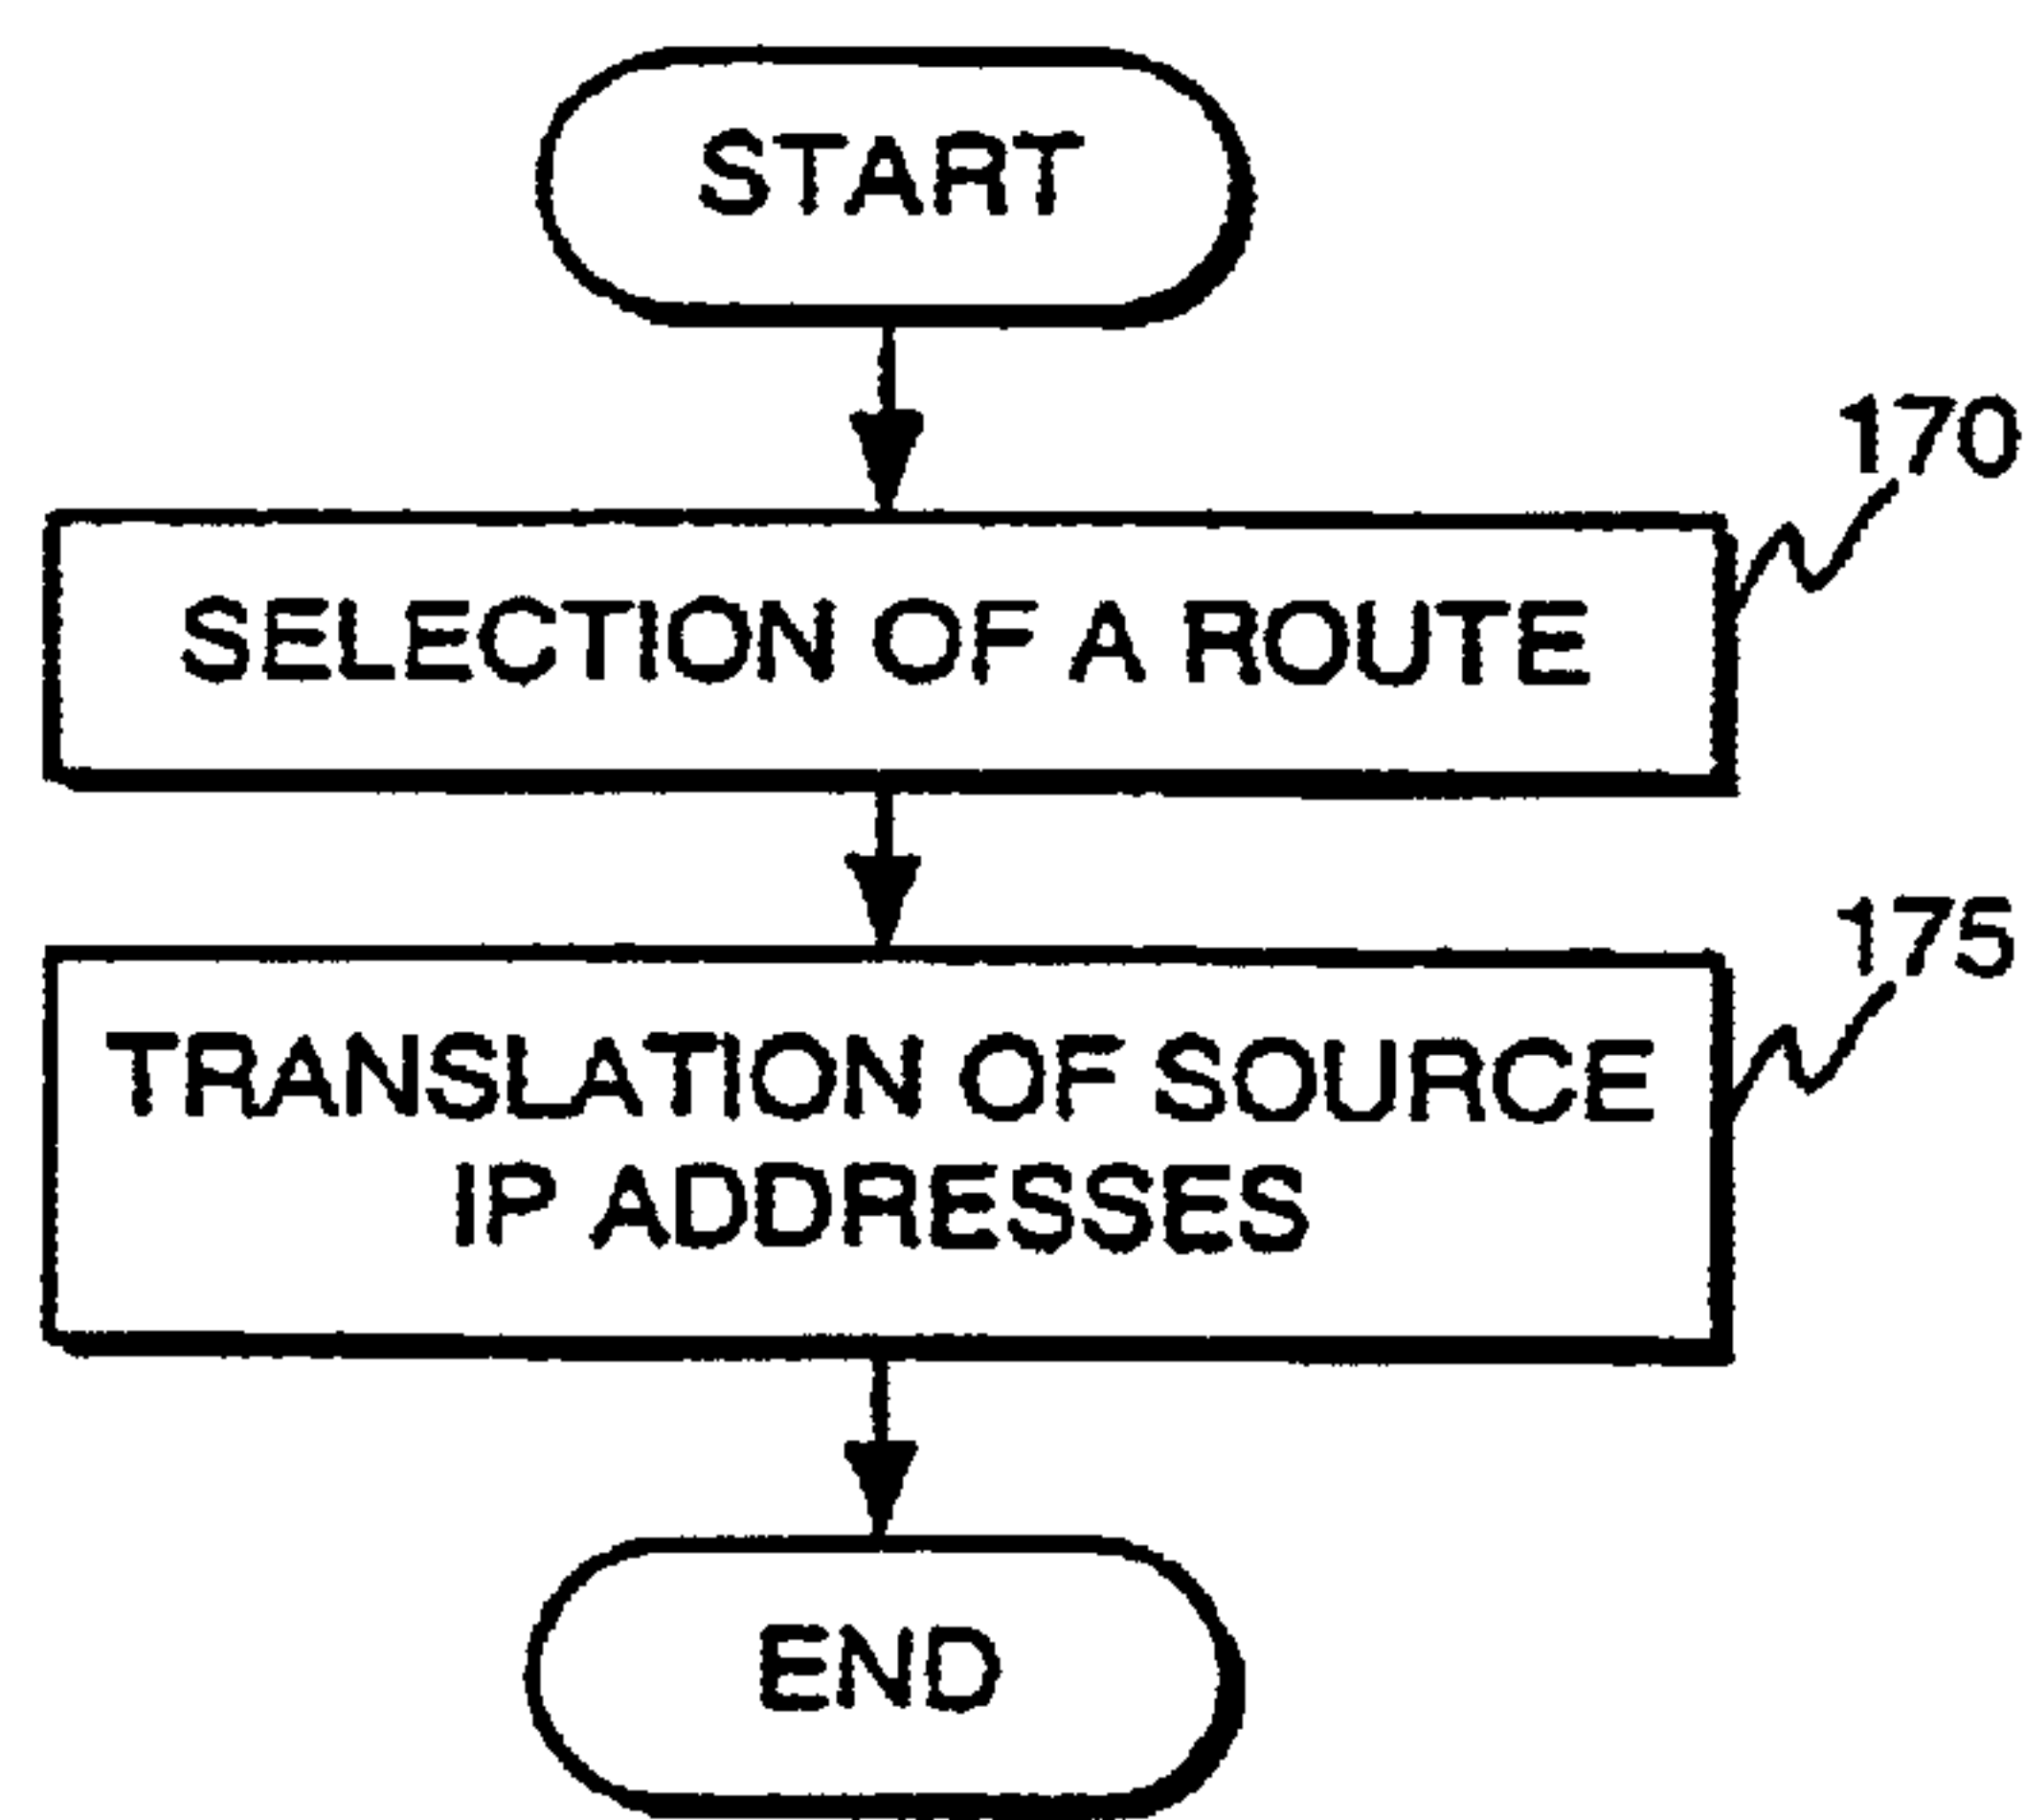 START
170
SELECTION OF A ROUTE
175
TRANSLATION OF SOURCE
IP ADDRESSES
END